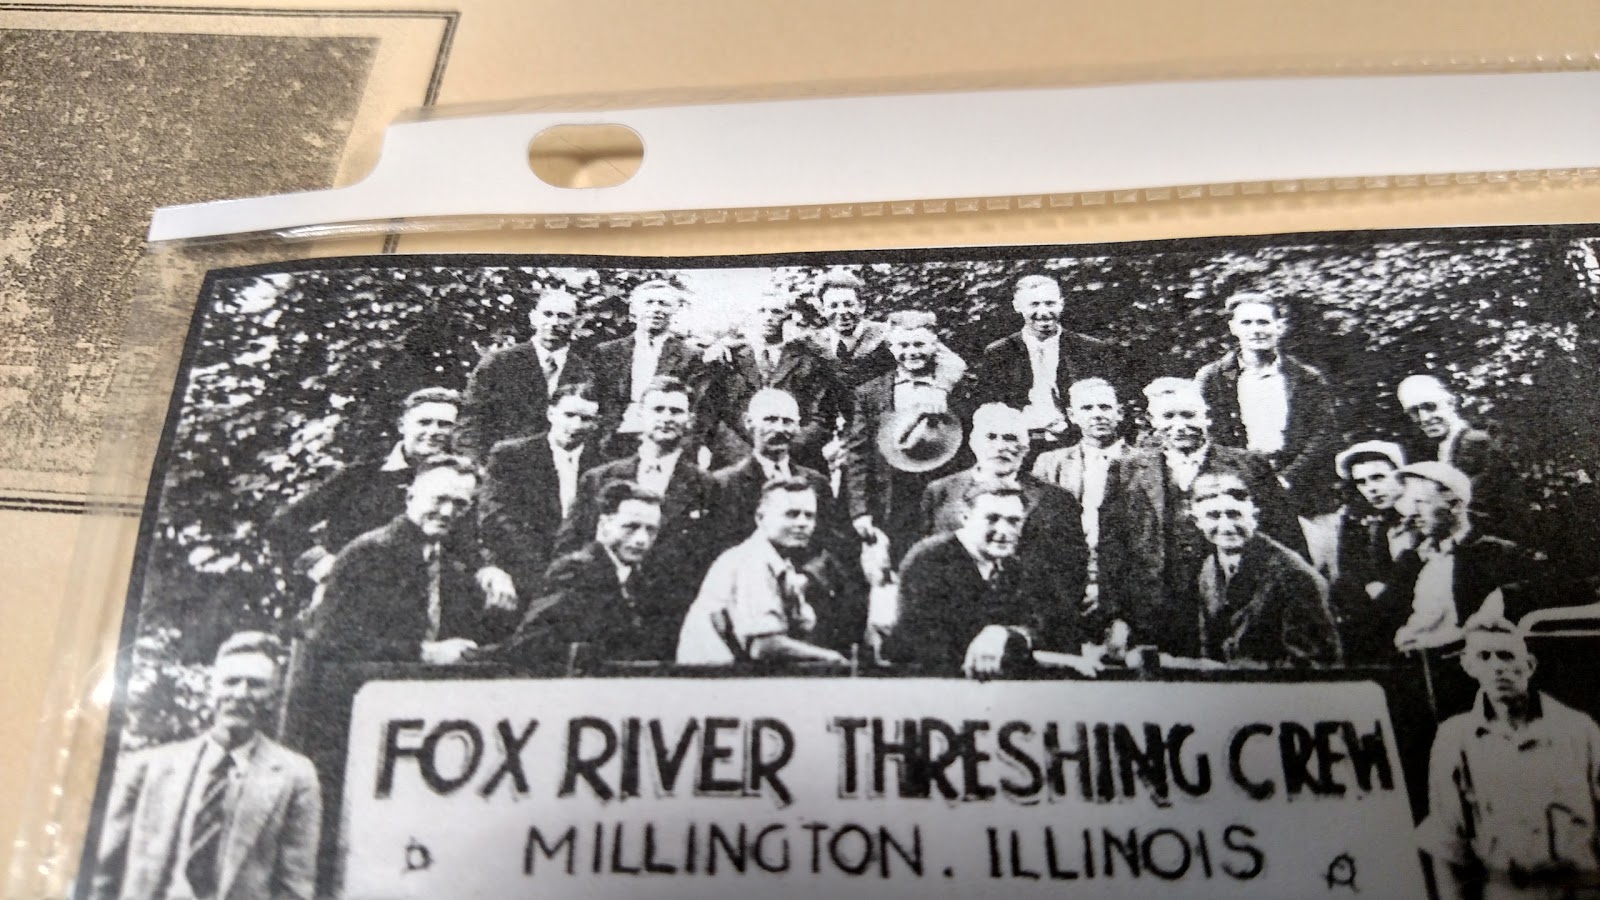 FOX RIVER THRESHING CREW
MILLINGTON. ILLINOIS